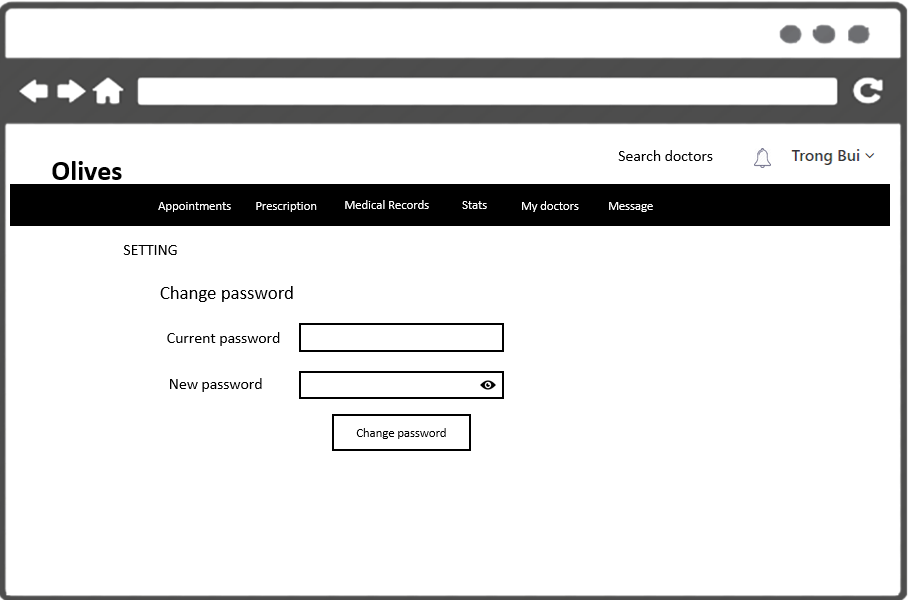 Search doctors
Trong Bui
Olives
Appointments Prescription Medical Records Stats My doctors Message
SETTING
Change password
Current password
New password
Change password